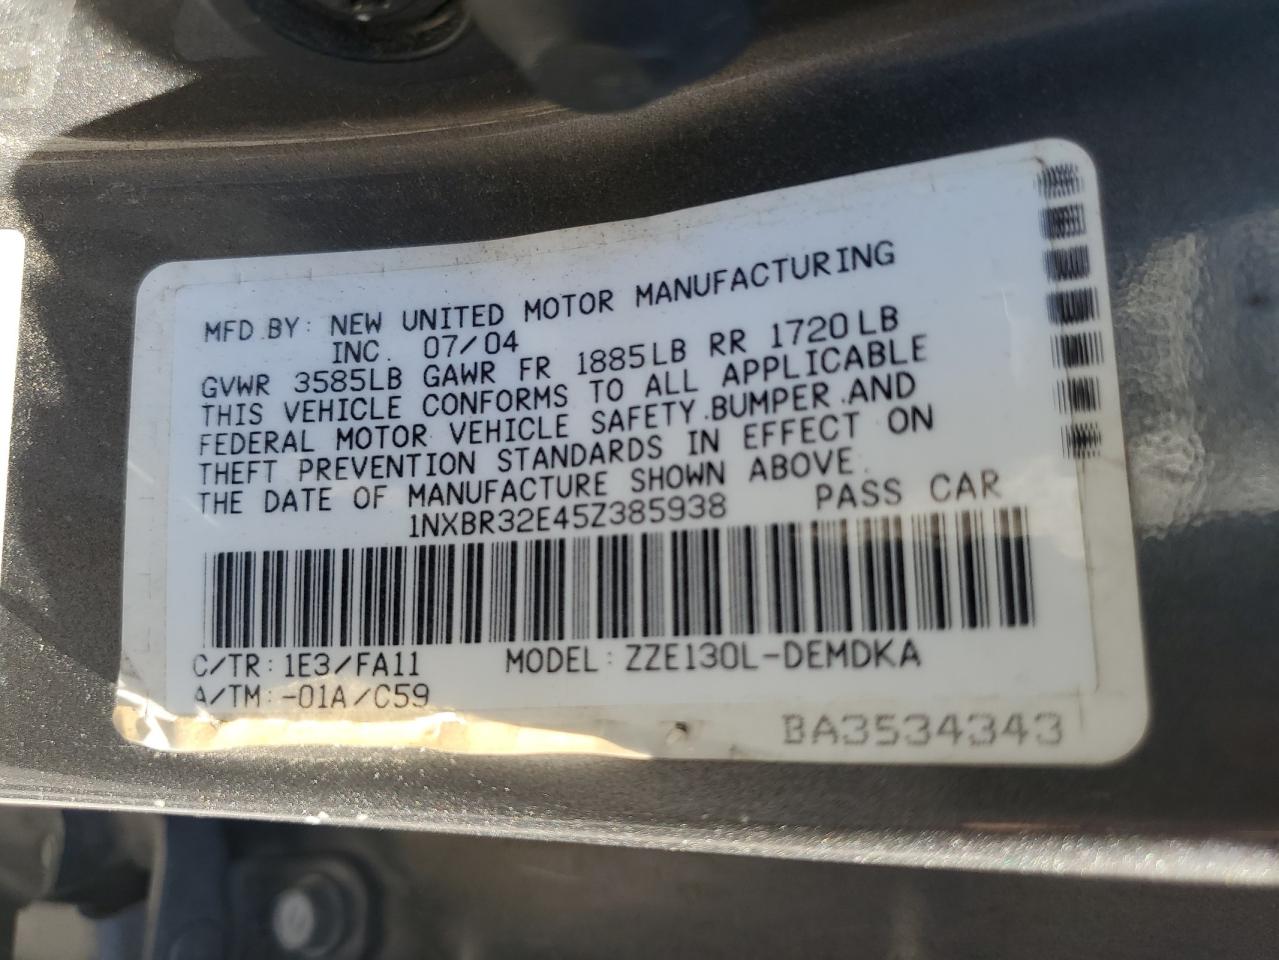 MFD.BY: NEW UNITED MOTOR MANUFACTURING
INC. 07/04
GVWR 3585LB GAWR FR 1885LB RR 1720LB
THIS VEHICLE CONFORMS TO ALL APPLICABLE
FEDERAL MOTOR VEHICLE SAFETY.BUMPER.AND
THEFT PREVENTION STANDARDS IN EFFECT ON
THE DATE OF MANUFACTURE SHOWN ABOVE.
1NXBR32E45Z385938 PASS CAR
C/TR: 1E3/FA11 MODEL: ZZE130L-DEMDKA
A/TM: -01A/C59
BA3534343